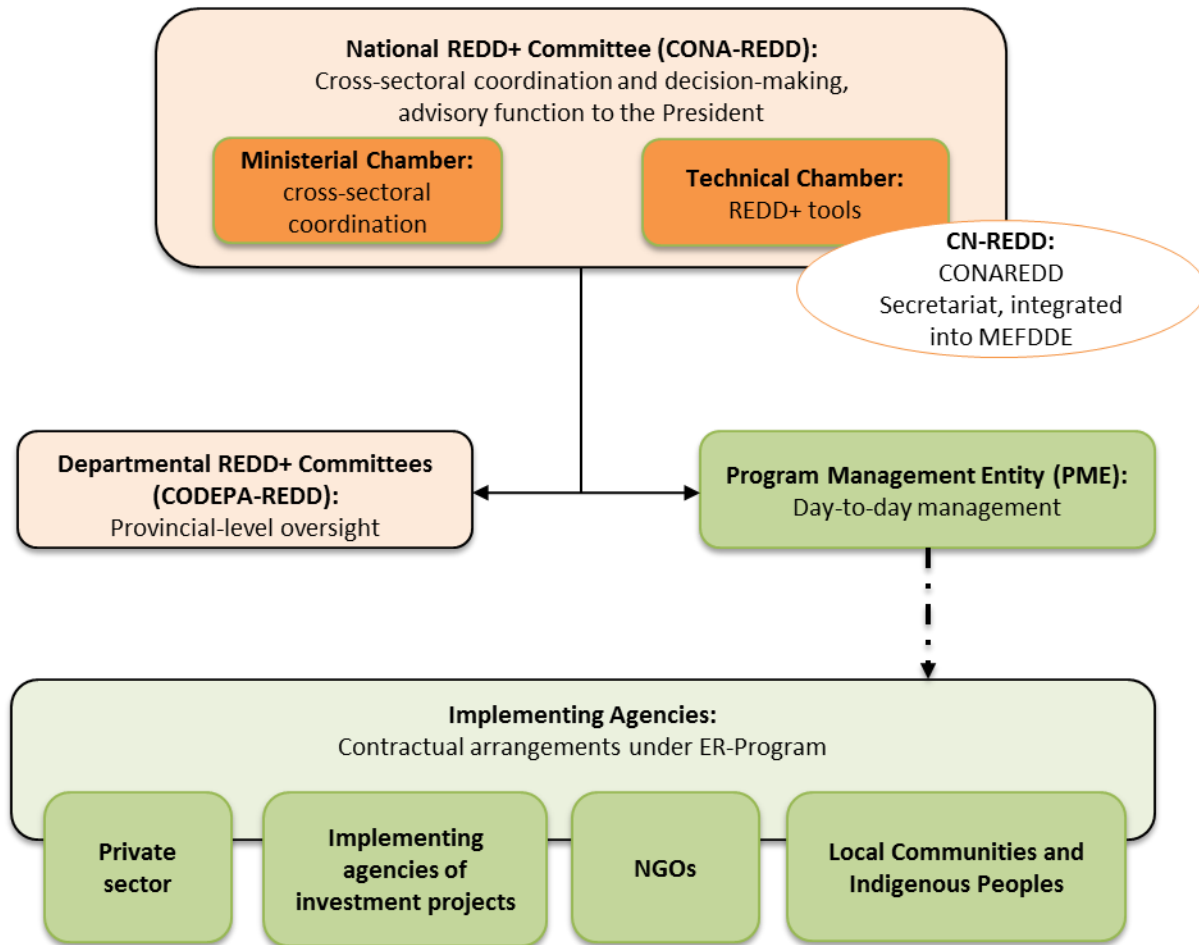 National REDD+ Committee (CONA-REDD):
Cross-sectoral coordination and decision-making,
advisory function to the President
Ministerial Chamber:
cross-sectoral
coordination
Technical Chamber:
REDD+ tools
CN-REDD:
CONAREDD
Secretariat, integrated
into MEFDDE
Departmental REDD+ Committees
(CODEPA-REDD):
Provincial-level oversight
Program Management Entity (PME):
Day-to-day management
Implementing Agencies:
Contractual arrangements under ER-Program
Private
sector
Implementing
agencies of
investment projects
NGOs
Local Communities and
Indigenous Peoples